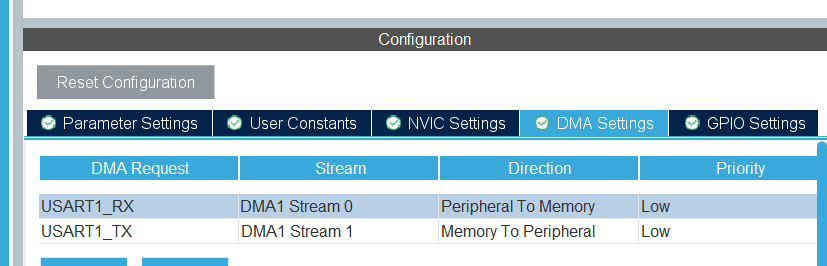 Configuration
Reset Configuration
Parameter Settings User Constants NVIC Settings DMA Settings GPIO Settings
DMA Request Stream Direction Priority
USART1_RX DMA1 Stream 0 Peripheral To Memory Low
USART1_TX DMA1 Stream 1 Memory To Peripheral Low